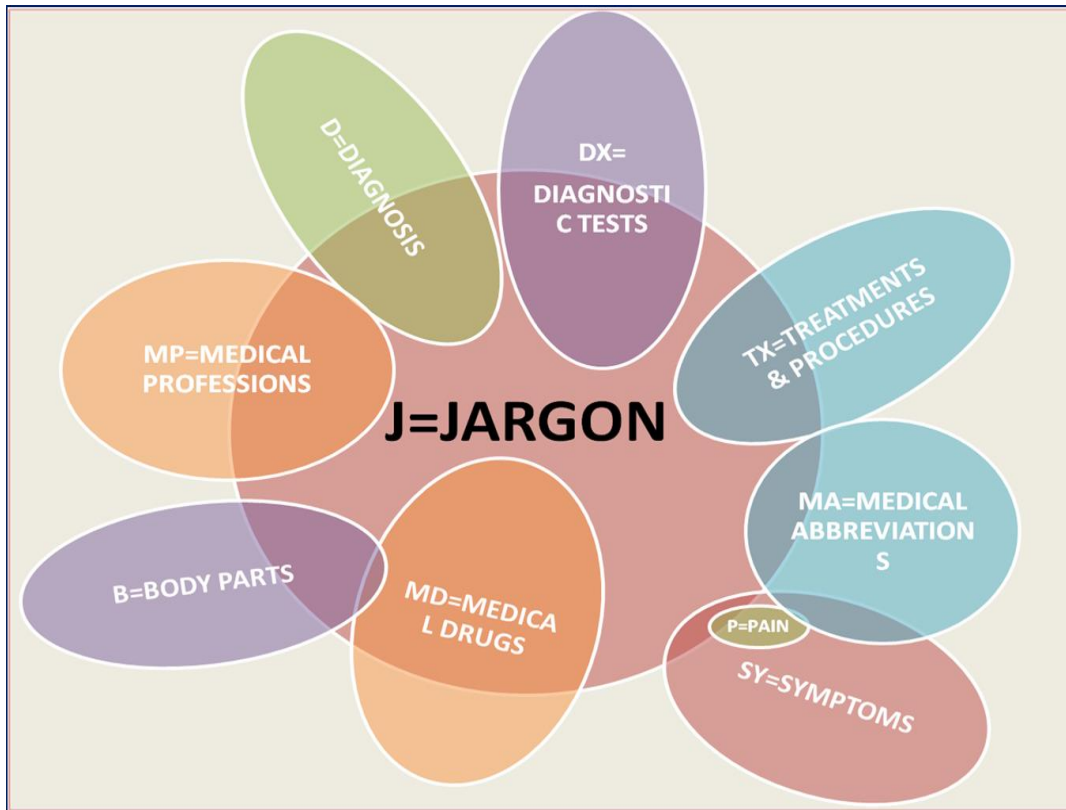 D=DIAGNOSIS
DX=
DIAGNOSTI
C TESTS
TX=TREATMENTS
& PROCEDURES
MP=MEDICAL
PROFESSIONS
J=JARGON
MA=MEDICAL
ABBREVIATION
S
B=BODY PARTS
MD=MEDICA
L DRUGS
P=PAIN
SY=SYMPTOMS